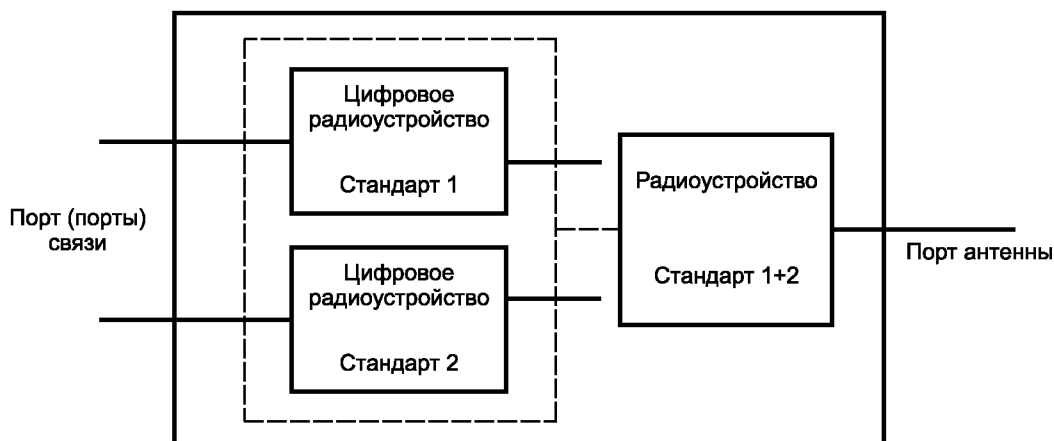 Цифровое
радиоустройство
Стандарт 1
Порт (порты)
связи
Цифровое
радиоустройство
Стандарт 2
Радиоустройство
Стандарт 1+2
Порт антенны